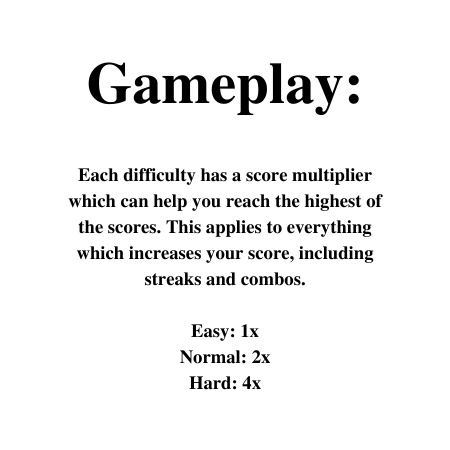 Gameplay:
Each difficulty has a score multiplier
which can help you reach the highest of
the scores. This applies to everything
which increases your score, including
streaks and combos.
Easy: 1x
Normal: 2x
Hard: 4x